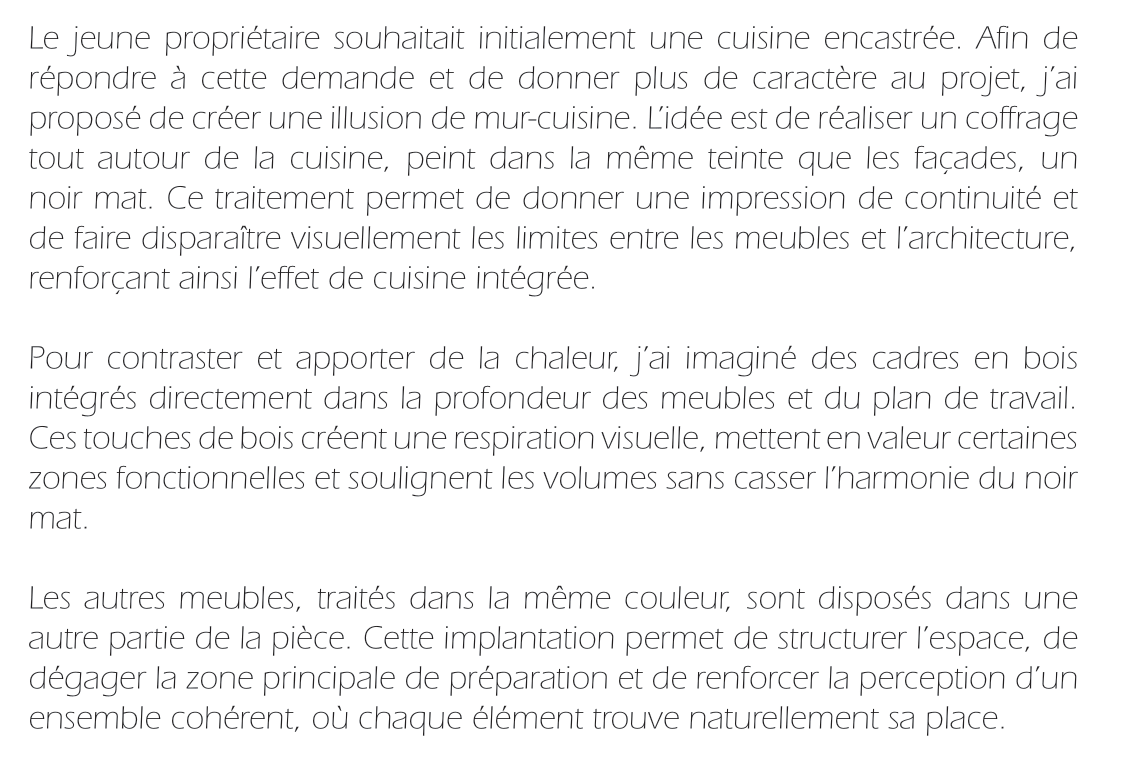 Le jeune propriétaire souhaitait initialement une cuisine encastrée. Afin de
répondre à cette demande et de donner plus de caractère au projet, j’ai
proposé de créer une illusion de mur-cuisine. L’idée est de réaliser un coffrage
tout autour de la cuisine, peint dans la même teinte que les façades, un
noir mat. Ce traitement permet de donner une impression de continuité et
de faire disparaître visuellement les limites entre les meubles et l’architecture,
renforçant ainsi l’effet de cuisine intégrée.

Pour contraster et apporter de la chaleur, j’ai imaginé des cadres en bois
intégrés directement dans la profondeur des meubles et du plan de travail.
Ces touches de bois créent une respiration visuelle, mettent en valeur certaines
zones fonctionnelles et soulignent les volumes sans casser l’harmonie du noir
mat.

Les autres meubles, traités dans la même couleur, sont disposés dans une
autre partie de la pièce. Cette implantation permet de structurer l’espace, de
dégager la zone principale de préparation et de renforcer la perception d’un
ensemble cohérent, où chaque élément trouve naturellement sa place.